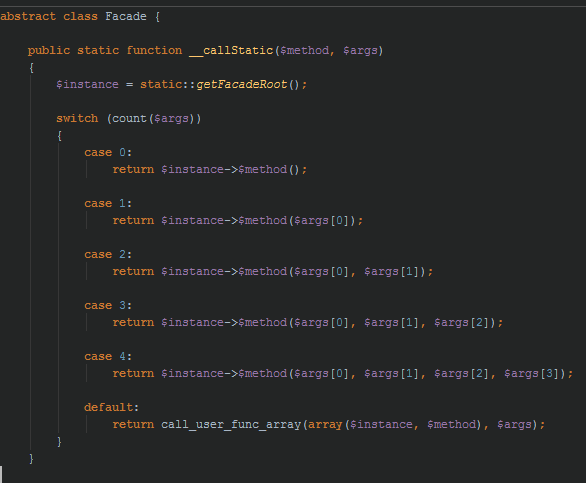 abstract class Facade {
public static function __callStatic($method, $args)
{
$instance = static::getFacadeRoot();
switch (count($args))
{
case 0:
return $instance->$method();
case 1:
return $instance->$method($args[0]);
case 2:
return $instance->$method($args[0], $args[1]);
case 3:
return $instance->$method($args[0], $args[1], $args[2]);
case 4:
return $instance->$method($args[0], $args[1], $args[2], $args[3]);
default:
return call_user_func_array(array($instance, $method), $args);
}
}